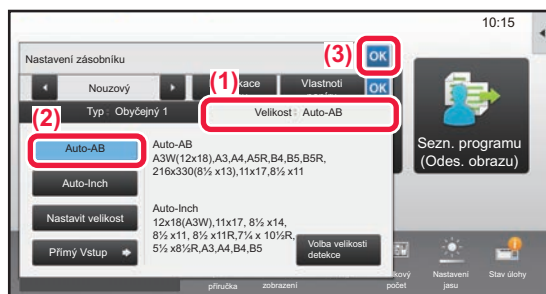 10:15
Nastavení zásobníku
(3)
OK
Nouzový
(1)
kace
Vlastnoti
OK
(2)
Typ : Obyčejný 1
Velikost : Auto-AB
Auto-AB
Auto-Inch
Nastavit velikost
Přímý Vstup
Auto-AB
A3W(12x18),A3,A4,A5R,B4,B5,B5R,
216x330(8½ x13),11x17,8½ x11
Auto-Inch
12x18(A3W),11x17, 8½ x14,
8½ x11, 8½ x11R,7¼ x 10½R,
5½ x8½R,A3,A4,B4,B5
Volba velikosti
detekce
Sezn. programu
(Odes. obrazu)
příručka
zobrazení
kový
počet
Nastavení
jasu
Stav úlohy